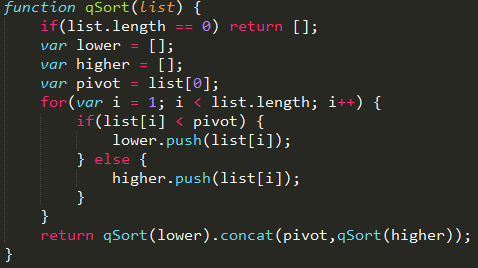 function qSort(list) {
    if(list.length == 0) return [];
    var lower = [];
    var higher = [];
    var pivot = list[0];
    for(var i = 1; i < list.length; i++) {
        if(list[i] < pivot) {
            lower.push(list[i]);
        } else {
            higher.push(list[i]);
        }
    }
    return qSort(lower).concat(pivot,qSort(higher));
}